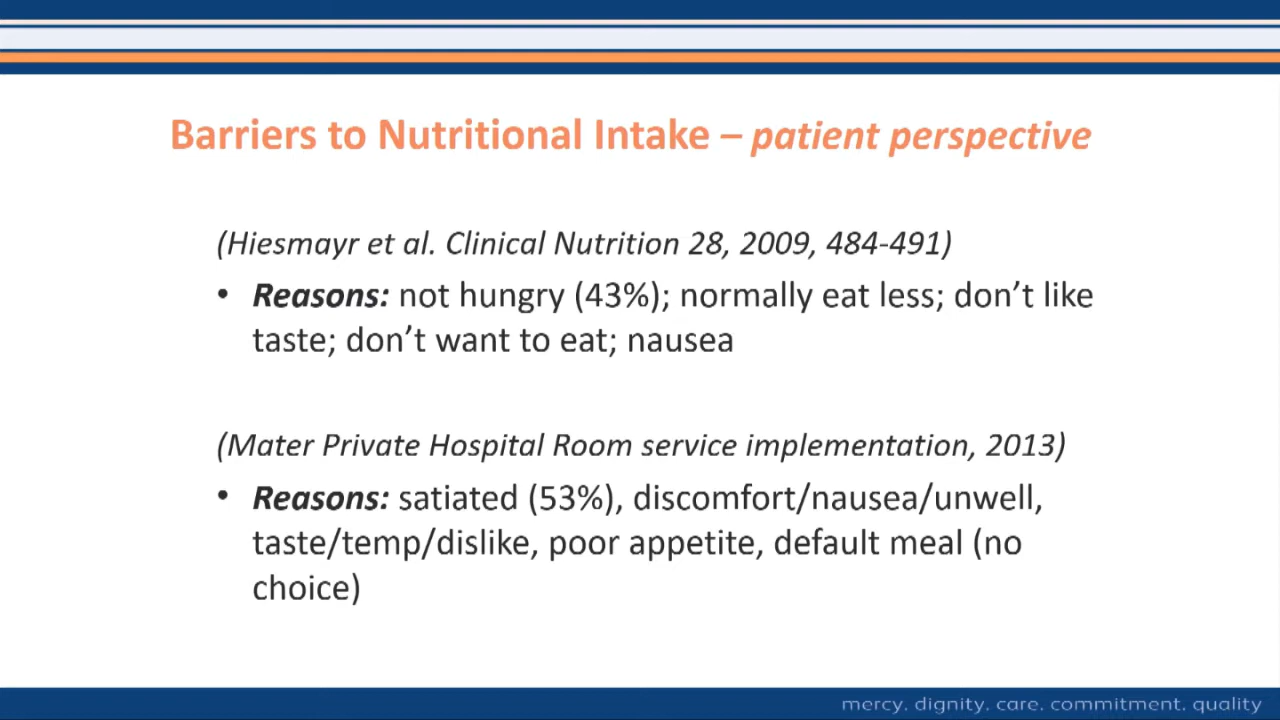 Barriers to Nutritional Intake – patient perspective
(Hiesmayr et al. Clinical Nutrition 28, 2009, 484-491)
• Reasons: not hungry (43%); normally eat less; don’t like
taste; don’t want to eat; nausea
(Mater Private Hospital Room service implementation, 2013)
• Reasons: satiated (53%), discomfort/nausea/unwell,
taste/temp/dislike, poor appetite, default meal (no
choice)
mercy. dignity. care. commitment. quality